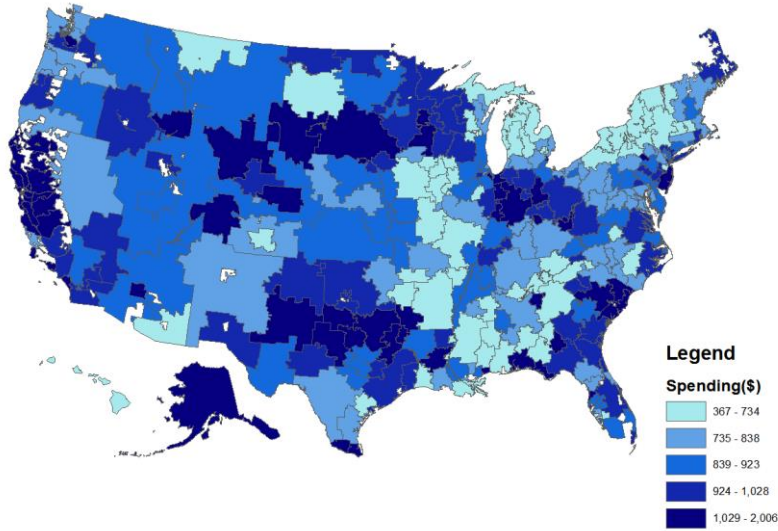 Legend
Spending($)
367 - 734
735 - 838
839 - 923
924 - 1,028
1,029 - 2,006